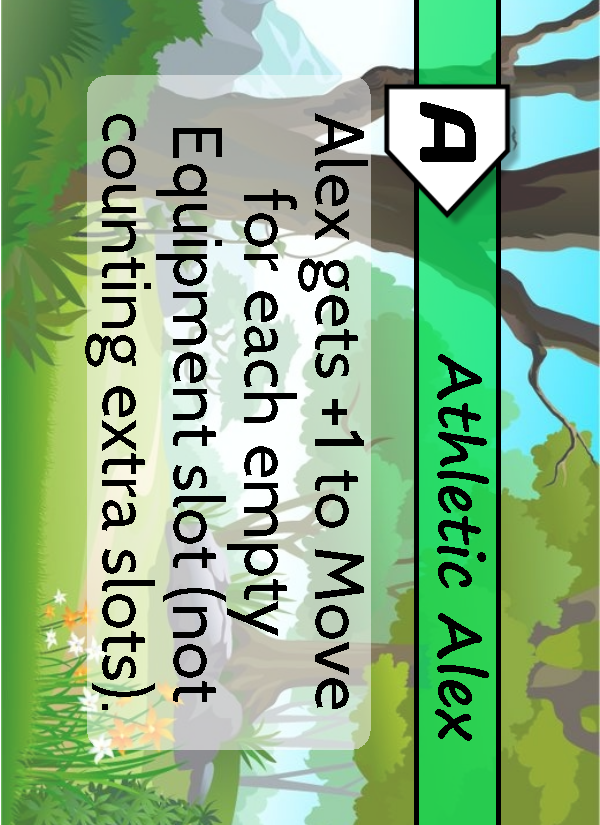 A
Athletic Alex
Alex gets +1 to Move
for each empty
Equipment slot (not
counting extra slots).